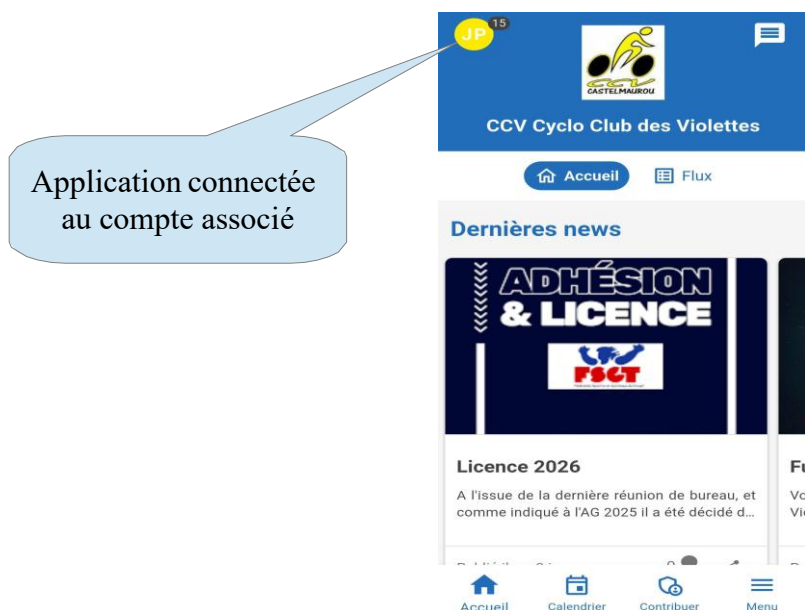 JP
15
CCV
CASTELMAUROU
CCV Cyclo Club des Violettes
Application connectée
au compte associé
Accueil
Flux
Dernières news
ADHÉSION
& LICENCE
FSGT
Licence 2026
A l'issue de la dernière réunion de bureau, et
comme indiqué à l'AG 2025 il a été décidé d...
Accueil
Calendrier
Contribuer
Menu